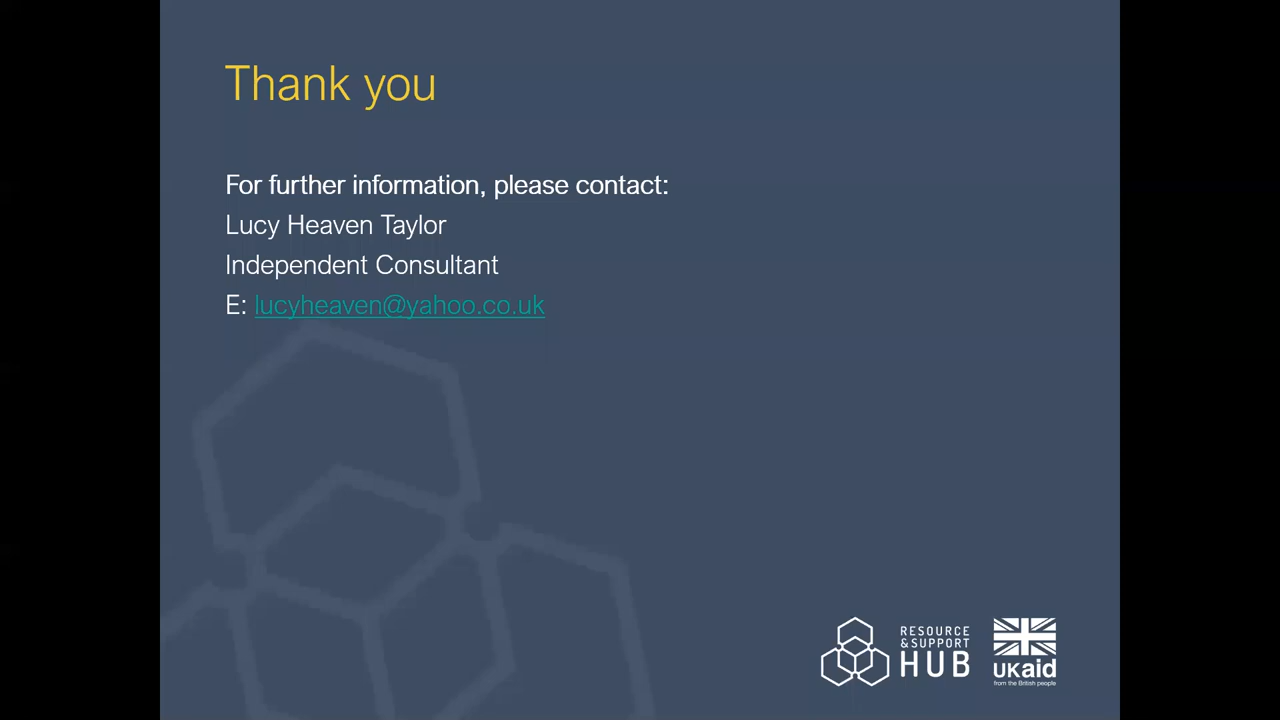 Thank you
For further information, please contact:
Lucy Heaven Taylor
Independent Consultant
E: lucyheaven@yahoo.co.uk
RESOURCE
&SUPPORT
HUB
UKaid
from the British people